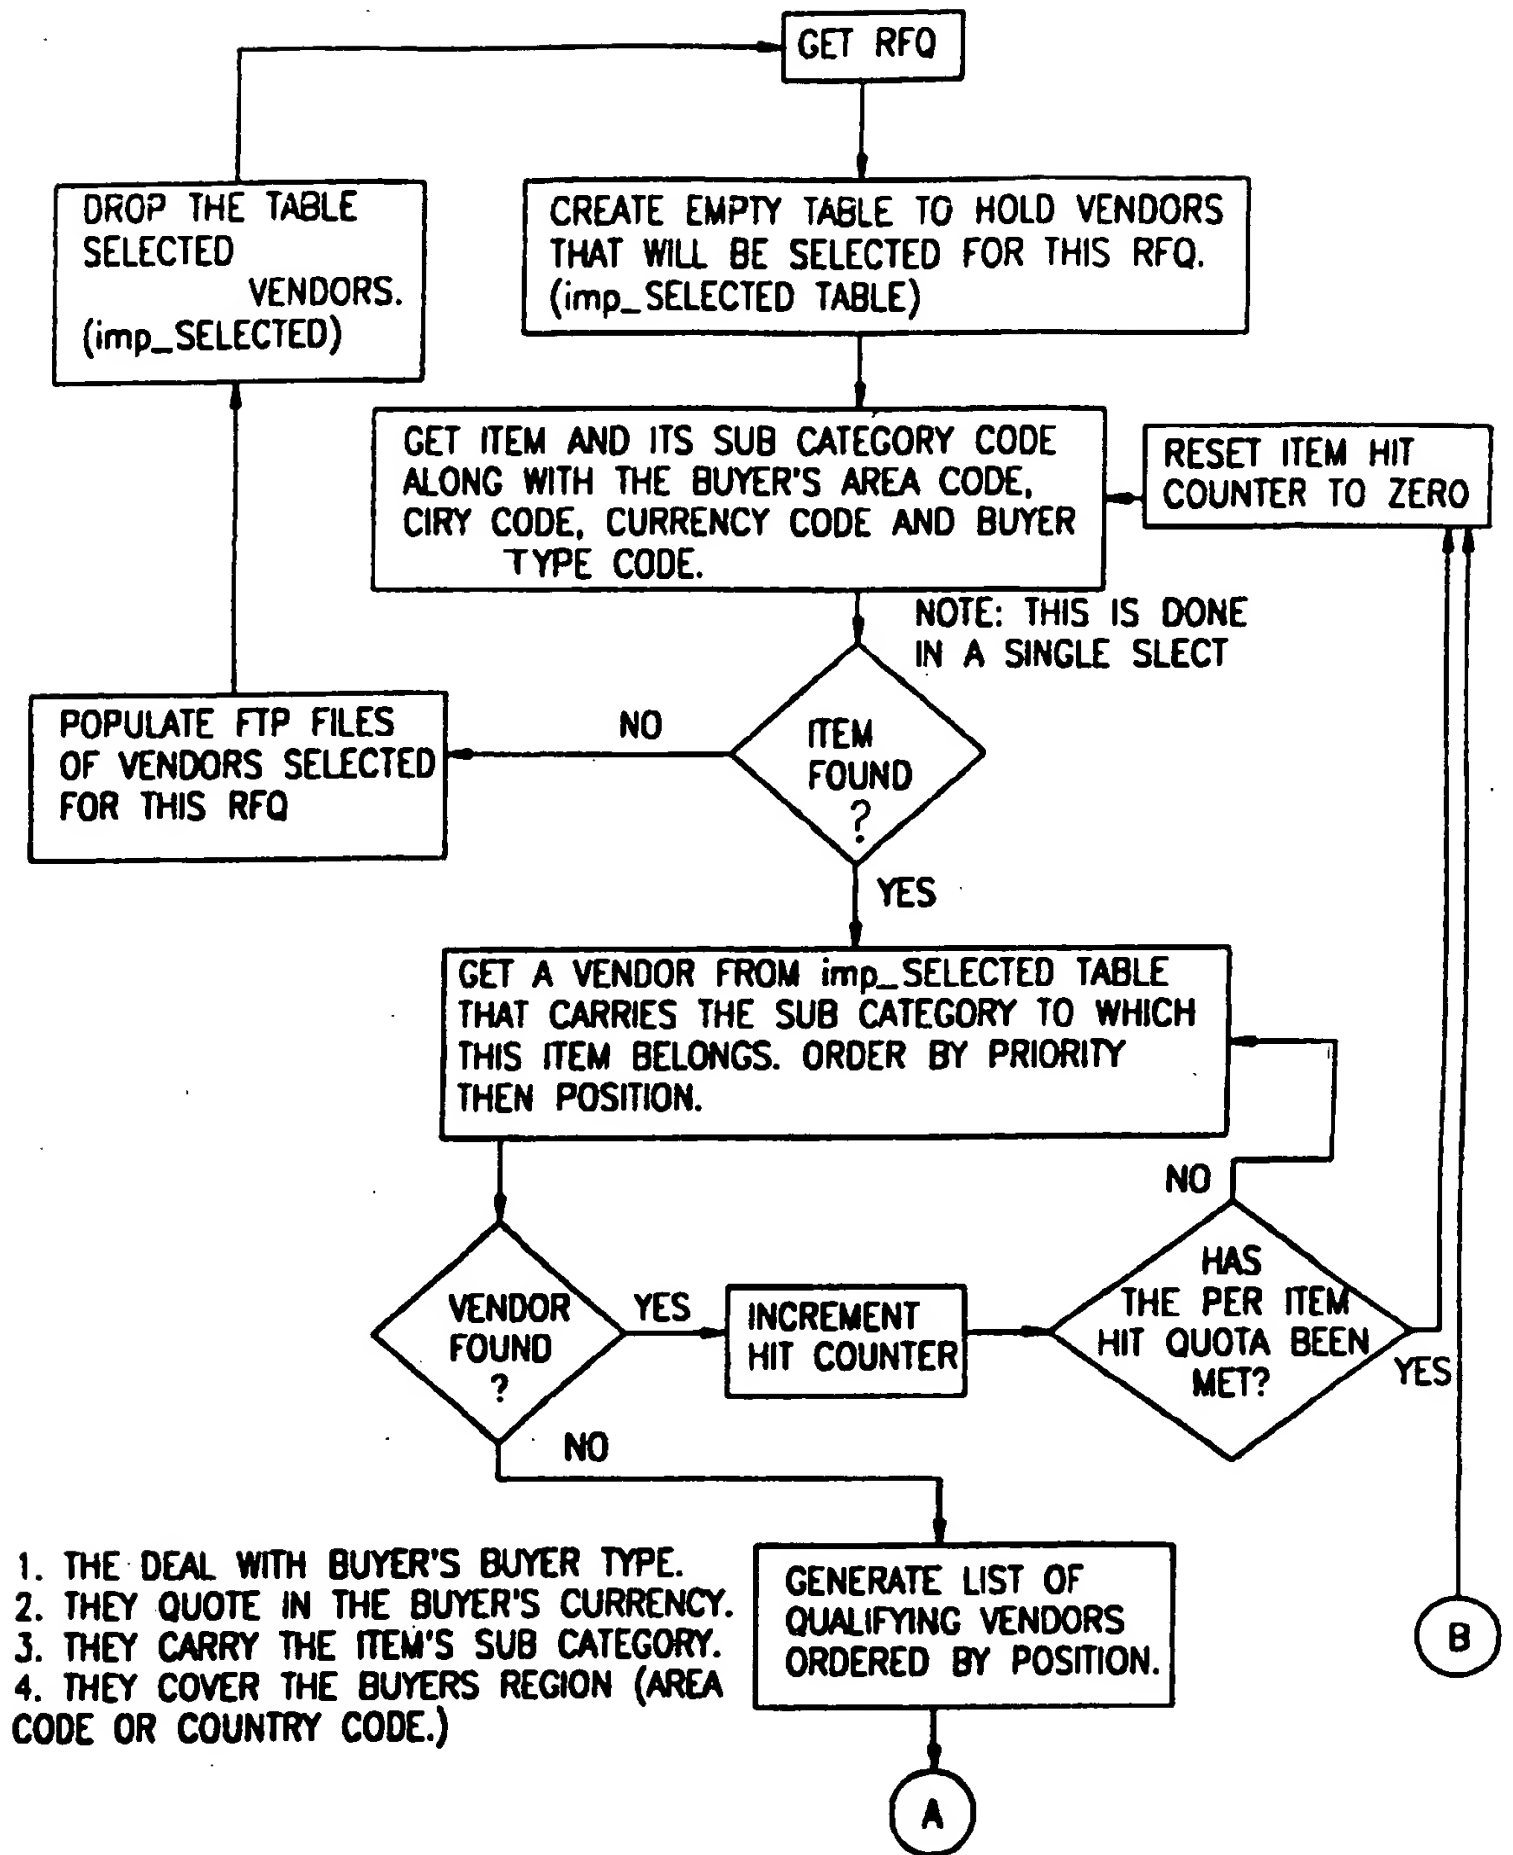 GET RFQ
DROP THE TABLE
SELECTED
VENDORS.
(imp_SELECTED)
CREATE EMPTY TABLE TO HOLD VENDORS
THAT WILL BE SELECTED FOR THIS RFQ.
(imp_SELECTED TABLE)
GET ITEM AND ITS SUB CATEGORY CODE
ALONG WITH THE BUYER'S AREA CODE,
CIRY CODE, CURRENCY CODE AND BUYER
TYPE CODE.
RESET ITEM HIT
COUNTER TO ZERO
NOTE: THIS IS DONE
IN A SINGLE SLECT
POPULATE FTP FILES
OF VENDORS SELECTED
FOR THIS RFQ
NO
ITEM
FOUND
?
YES
GET A VENDOR FROM imp_SELECTED TABLE
THAT CARRIES THE SUB CATEGORY TO WHICH
THIS ITEM BELONGS. ORDER BY PRIORITY
THEN POSITION.
NO
VENDOR
FOUND
?
YES
INCREMENT
HIT COUNTER
HAS
THE PER ITEM
HIT QUOTA BEEN
MET?
YES
NO
1. THE DEAL WITH BUYER'S BUYER TYPE.
2. THEY QUOTE IN THE BUYER'S CURRENCY.
3. THEY CARRY THE ITEM'S SUB CATEGORY.
4. THEY COVER THE BUYERS REGION (AREA
CODE OR COUNTRY CODE.)
GENERATE LIST OF
QUALIFYING VENDORS
ORDERED BY POSITION.
B
A